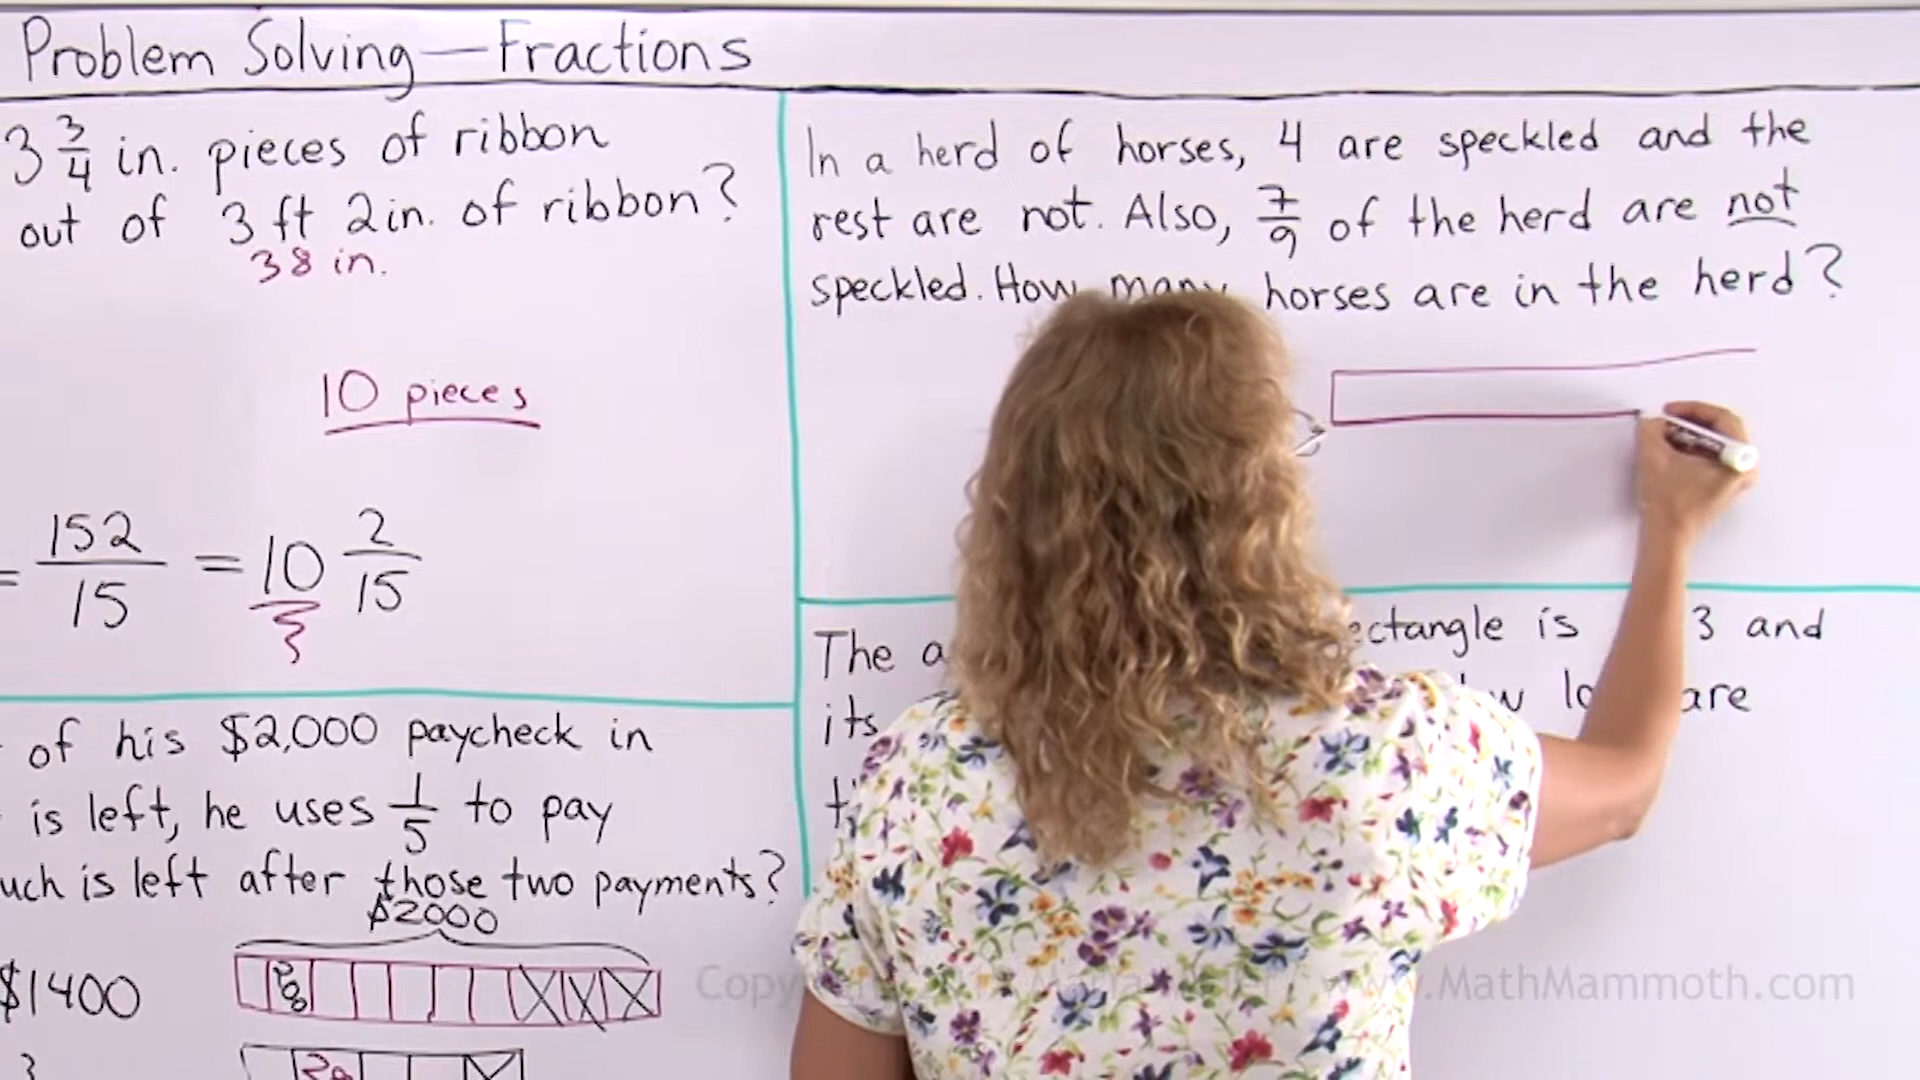 Problem Solving—Fractions
3 3/4 in. pieces of ribbon
out of 3 ft 2 in. of ribbon?
38 in.
10 pieces
= 152/15 = 10 2/15
of his $2,000 paycheck in
is left, he uses 1/5 to pay
is left after those two payments?
$2000
$1400
200
3
In a herd of horses, 4 are speckled and the
rest are not. Also, 7/9 of the herd are not
speckled. How many horses are in the herd?
The is 3 and
its are
www.MathMammoth.com